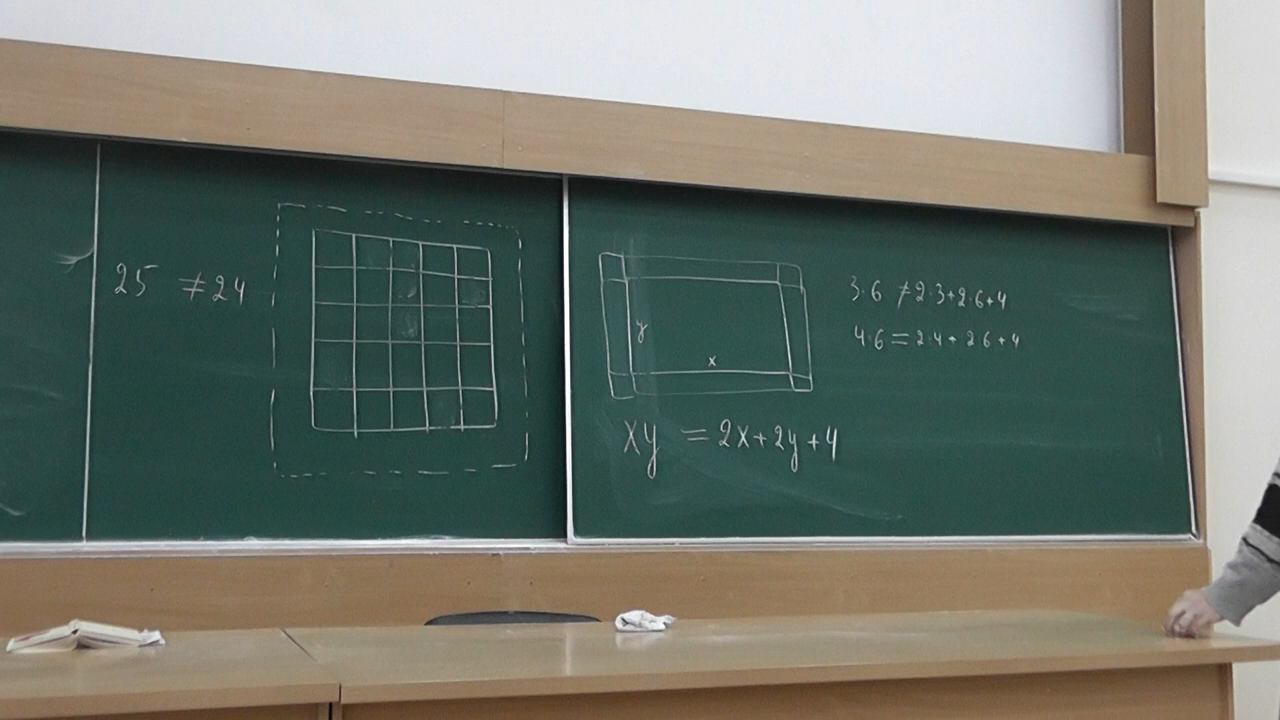 25 ≠ 24
y
x
xy = 2x+2y+4
3·6 ≠ 2·3+2·6+4
4·6 = 2·4+2 6+4